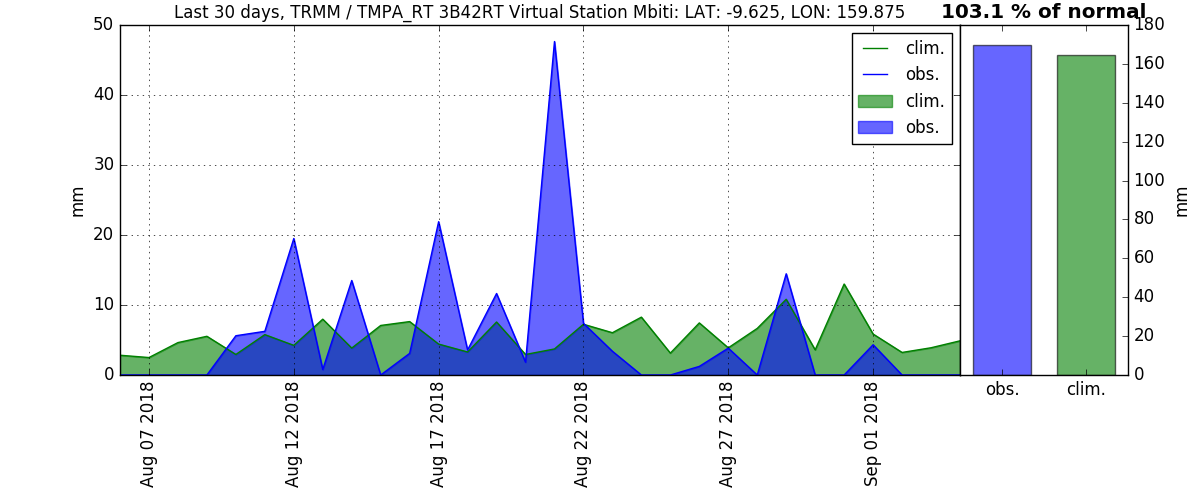 Last 30 days, TRMM / TMPA_RT 3B42RT Virtual Station Mbiti: LAT: -9.625, LON: 159.875
103.1 % of normal
50
40
30
20
10
0
mm
clim.
obs.
clim.
obs.
180
160
140
120
100
80
60
40
20
0
mm
obs.
clim.
Aug 07 2018
Aug 12 2018
Aug 17 2018
Aug 22 2018
Aug 27 2018
Sep 01 2018